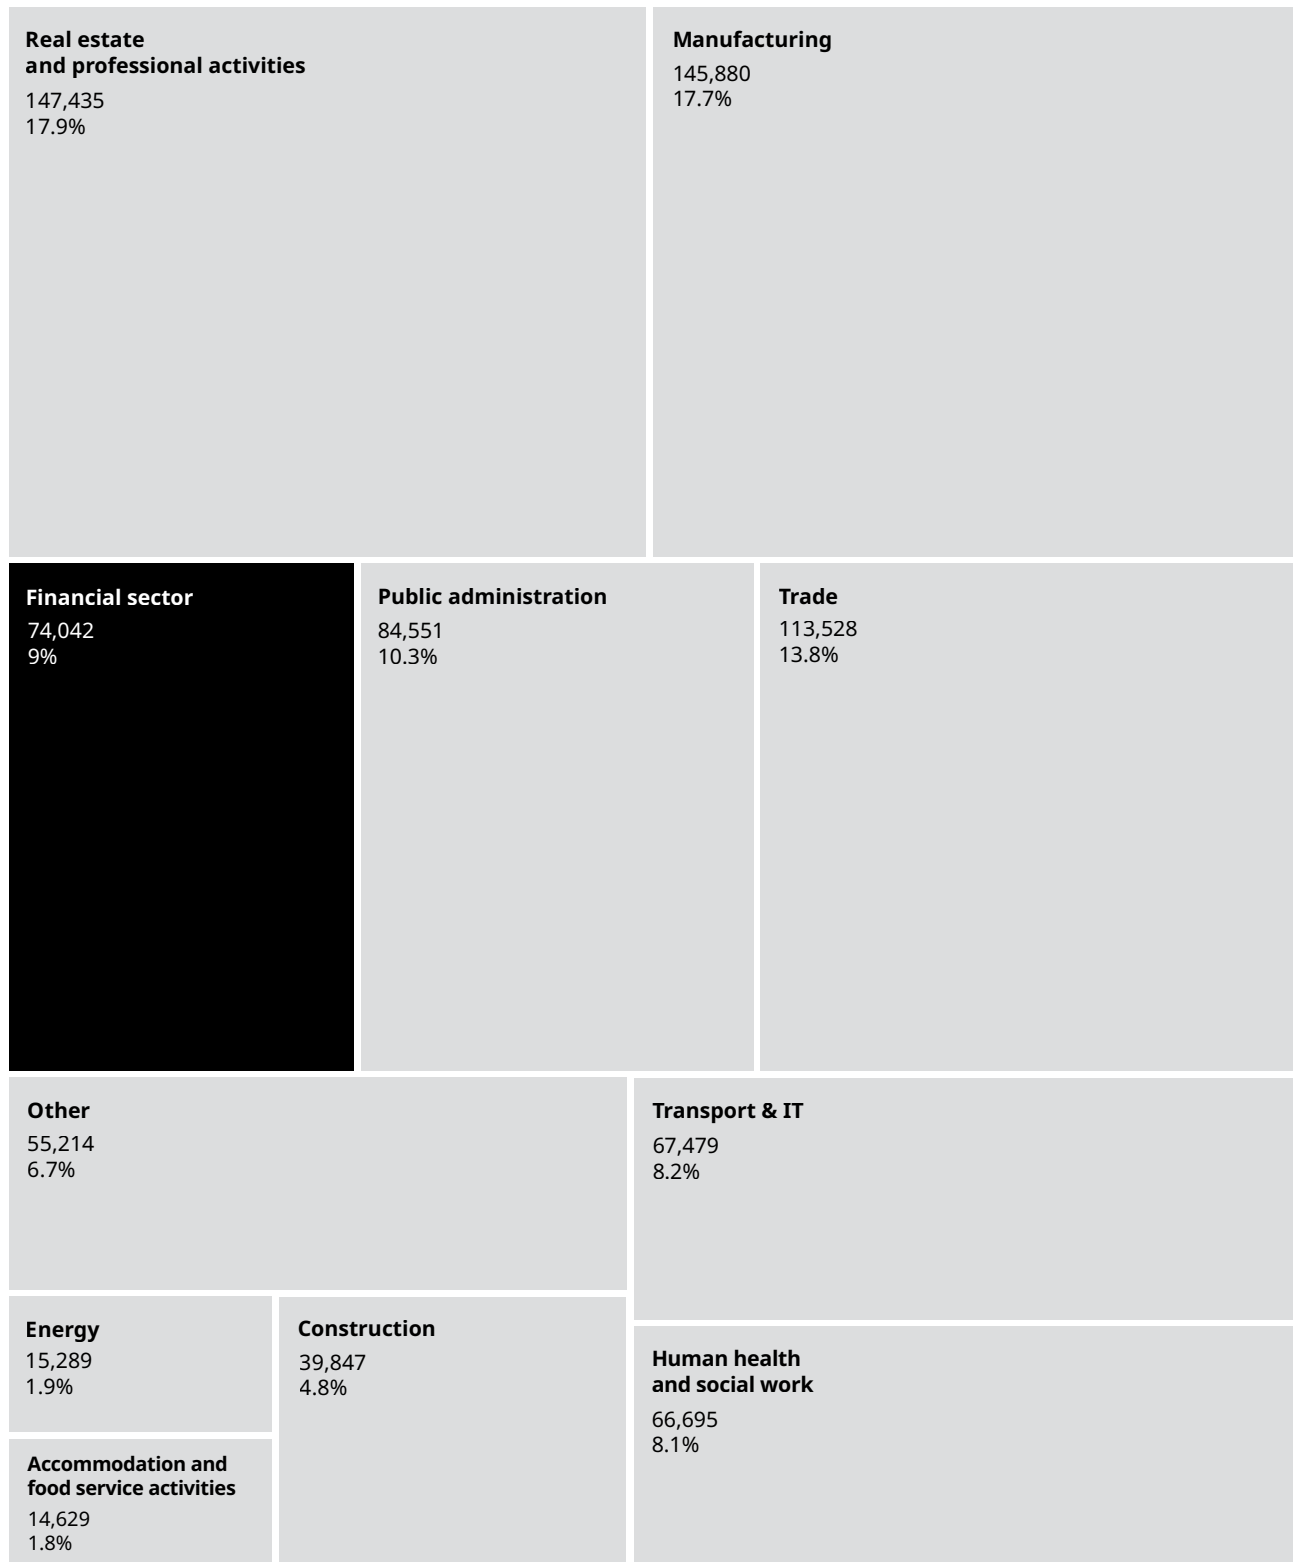 Real estate
and professional activities
147,435
17.9%
Manufacturing
145,880
17.7%
Financial sector
74,042
9%
Public administration
84,551
10.3%
Trade
113,528
13.8%
Other
55,214
6.7%
Transport & IT
67,479
8.2%
Energy
15,289
1.9%
Construction
39,847
4.8%
Human health
and social work
66,695
8.1%
Accommodation and
food service activities
14,629
1.8%